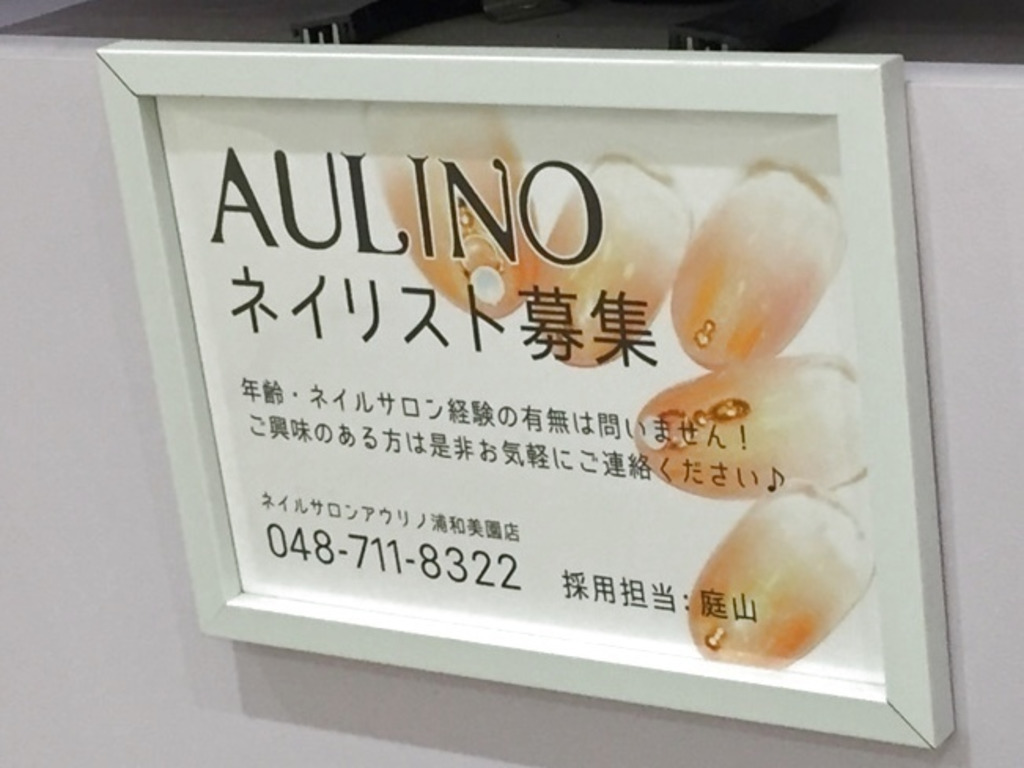 AULINO
ネイリスト募集
年齢・ネイルサロン経験の有無は問いません！
ご興味のある方は是非お気軽にご連絡ください♪
ネイルサロンアウリノ浦和美園店
048-711-8322
採用担当：庭山